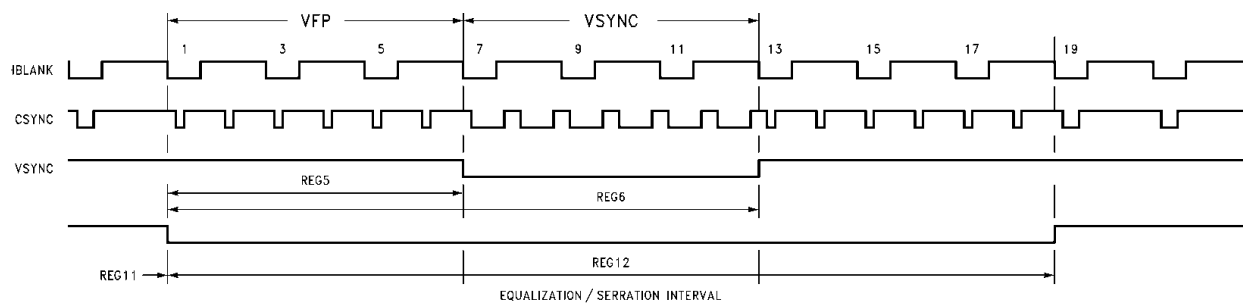 VFP VSYNC
1 3 5 7 9 11 13 15 17 19
HBLANK
CSYNC
VSYNC
REG5
REG6
REG11 REG12
EQUALIZATION / SERRATION INTERVAL